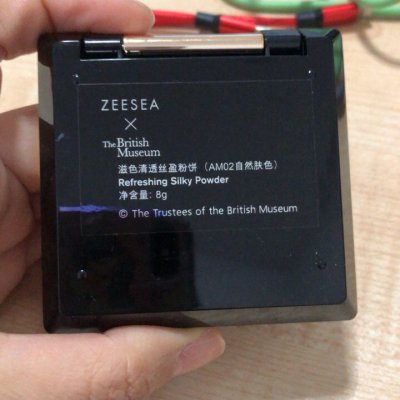 ZEESEA
×
The British
Museum
滋色清透丝盈粉饼（AM02自然肤色）
Refreshing Silky Powder
净含量: 8g
© The Trustees of the British Museum